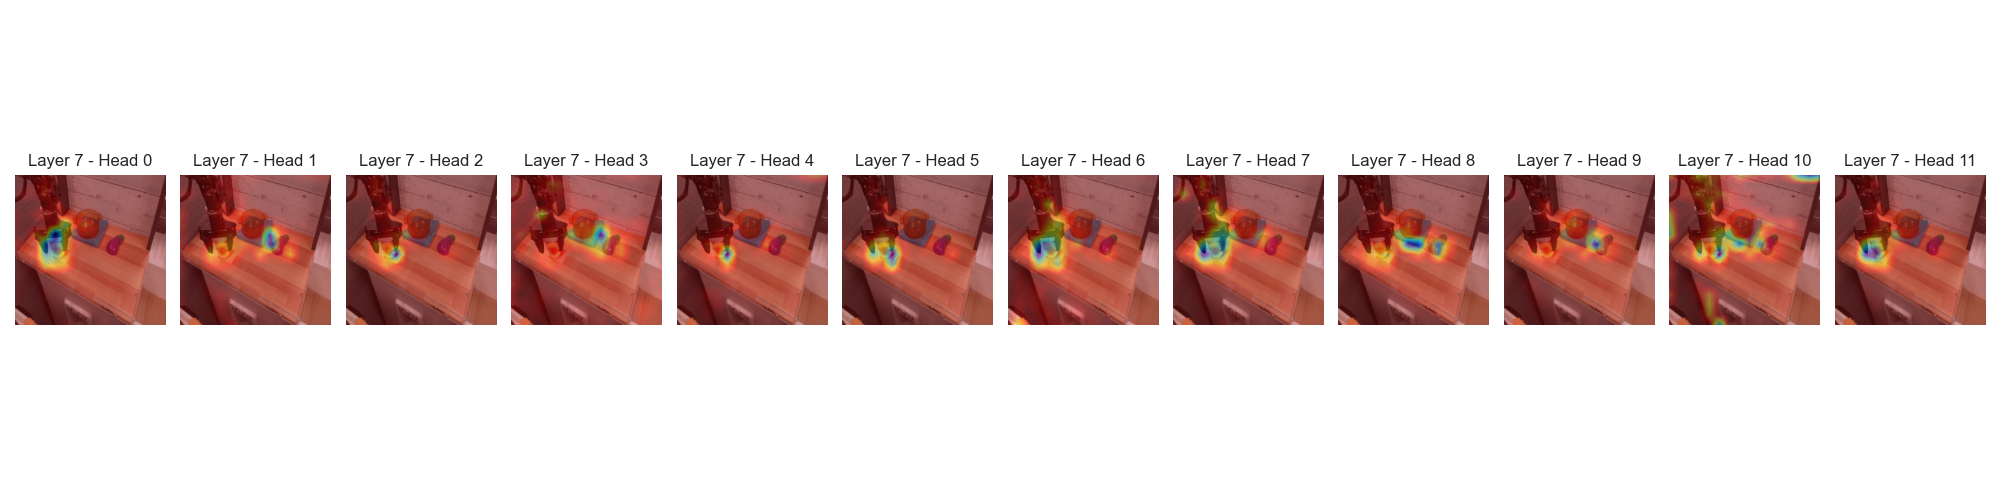 Layer 7 - Head 0
Layer 7 - Head 1
Layer 7 - Head 2
Layer 7 - Head 3
Layer 7 - Head 4
Layer 7 - Head 5
Layer 7 - Head 6
Layer 7 - Head 7
Layer 7 - Head 8
Layer 7 - Head 9
Layer 7 - Head 10
Layer 7 - Head 11